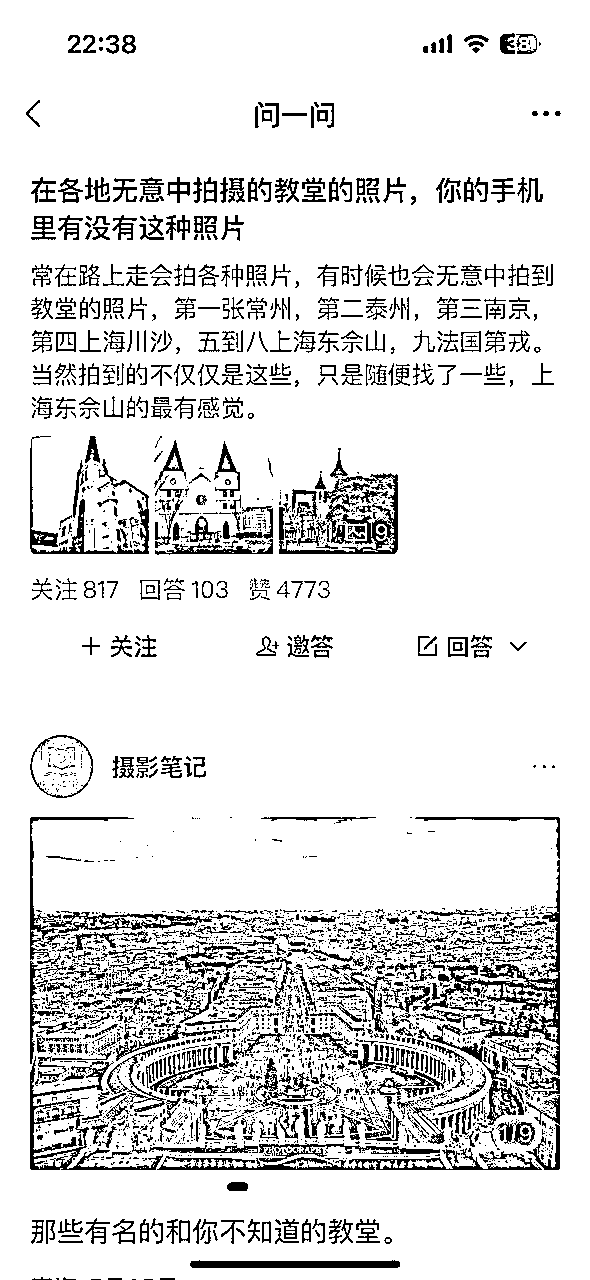 22:38
38
问一问
在各地无意中拍摄的教堂的照片，你的手机
里有没有这种照片
常在路上走会拍各种照片，有时候也会无意中拍到
教堂的照片，第一张常州，第二泰州，第三南京，
第四上海川沙，五到八上海东佘山，九法国第戎。
当然拍到的不仅仅是这些，只是随便找了一些，上
海东佘山的最有感觉。
9
关注 817 回答 103 赞 4773
+ 关注 邀答 回答
摄影笔记
1/9
那些有名的和你不知道的教堂。